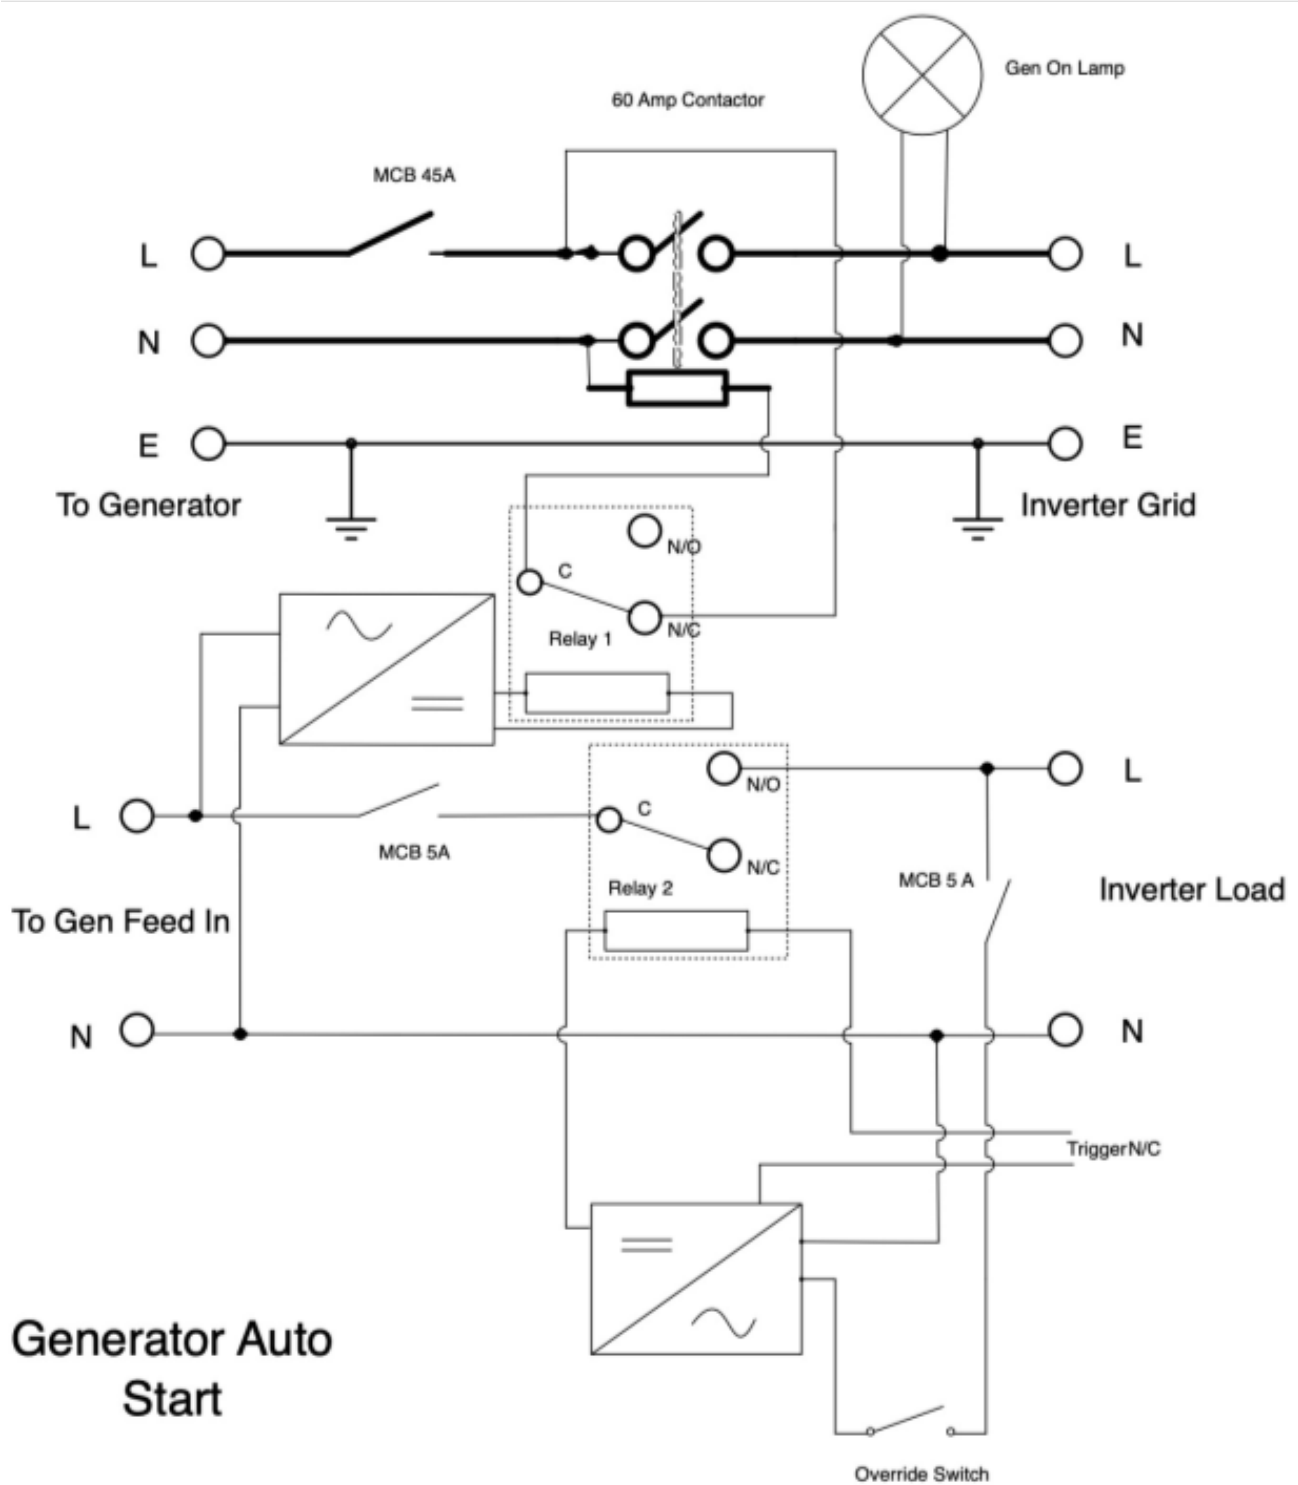 Gen On Lamp
60 Amp Contactor
MCB 45A
L
L
N
N
E
E
To Generator
Inverter Grid
N/O
C
N/C
Relay 1
N/O
L
C
L
MCB 5A
N/C
MCB 5 A
Relay 2
Inverter Load
To Gen Feed In
N
N
TriggerN/C
Generator Auto
Start
Override Switch